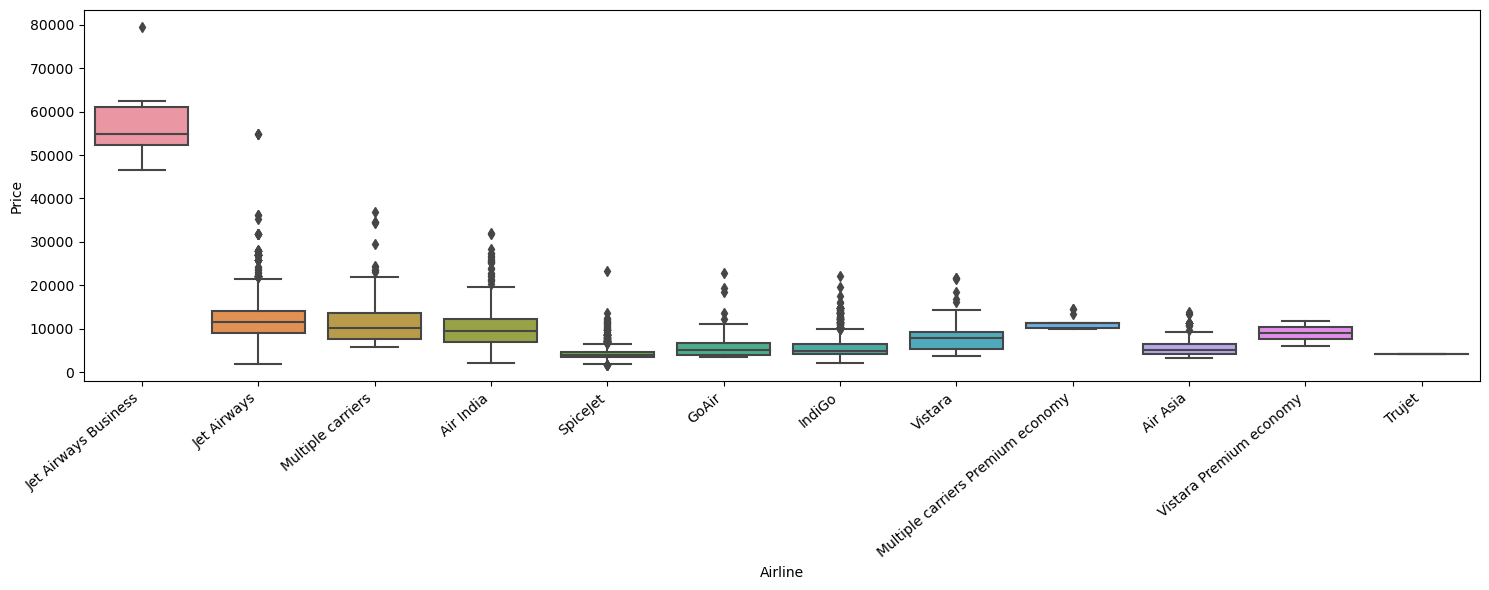 80000
70000
60000
50000
40000
30000
20000
10000
0
Price
Jet Airways Business
Jet Airways
Multiple carriers
Air India
SpiceJet
GoAir
IndiGo
Vistara
Multiple carriers Premium economy
Air Asia
Vistara Premium economy
Trujet
Airline